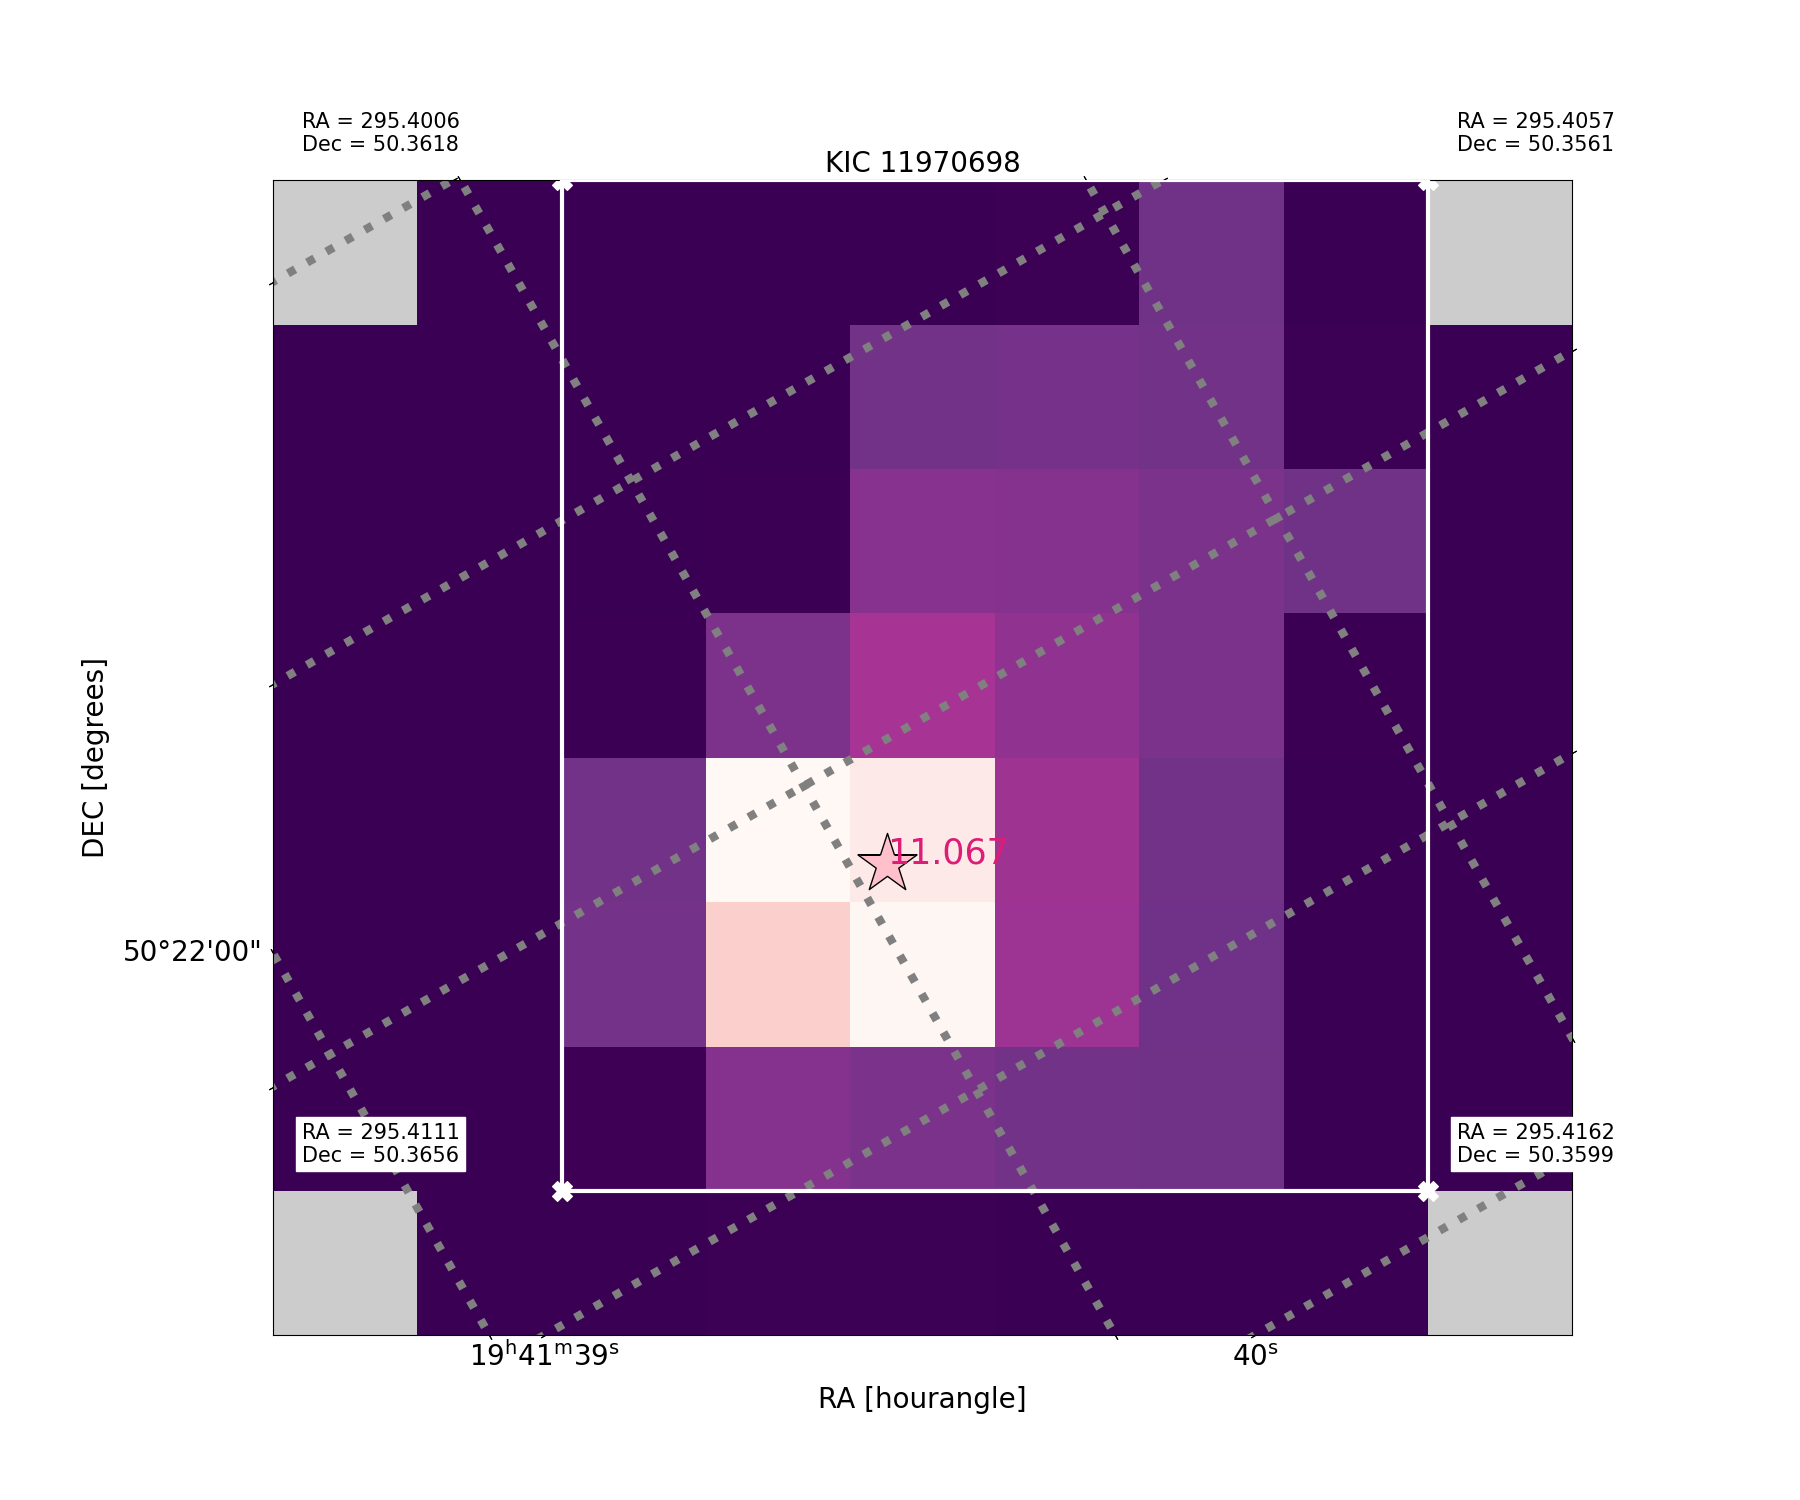 RA = 295.4006
Dec = 50.3618
RA = 295.4057
Dec = 50.3561
KIC 11970698
DEC [degrees]
11.067
50°22'00"
RA = 295.4111
Dec = 50.3656
RA = 295.4162
Dec = 50.3599
19ʰ41ᵐ39ˢ
40ˢ
RA [hourangle]